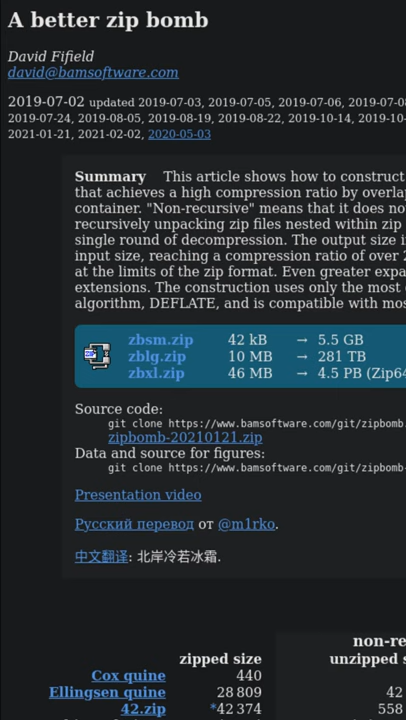 A better zip bomb
David Fifield
david@bamsoftware.com
2019-07-02 updated 2019-07-03, 2019-07-05, 2019-07-06, 2019-07-08
2019-07-24, 2019-08-05, 2019-08-19, 2019-08-22, 2019-10-14, 2019-10-
2021-01-21, 2021-02-02, 2020-05-03
Summary This article shows how to construct
that achieves a high compression ratio by overlap
container. "Non-recursive" means that it does no
recursively unpacking zip files nested within zip
single round of decompression. The output size i
input size, reaching a compression ratio of over 2
at the limits of the zip format. Even greater expa
extensions. The construction uses only the most
algorithm, DEFLATE, and is compatible with mos
zbsm.zip 42 kB → 5.5 GB
zblg.zip 10 MB → 281 TB
zbxl.zip 46 MB → 4.5 PB (Zip64
Source code:
git clone https://www.bamsoftware.com/git/zipbomb.
zipbomb-20210121.zip
Data and source for figures:
git clone https://www.bamsoftware.com/git/zipbomb-
Presentation video
Русский перевод от @m1rko.
中文翻译: 北岸冷若冰霜.
non-re
zipped size unzipped s
Cox quine 440
Ellingsen quine 28 809 42
42.zip *42 374 558